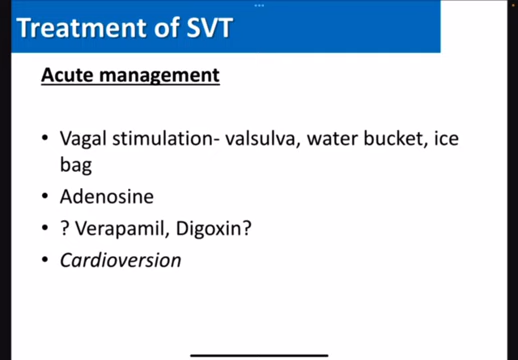 Treatment of SVT
Acute management
• Vagal stimulation- valsulva, water bucket, ice
bag
• Adenosine
• ? Verapamil, Digoxin?
• Cardioversion